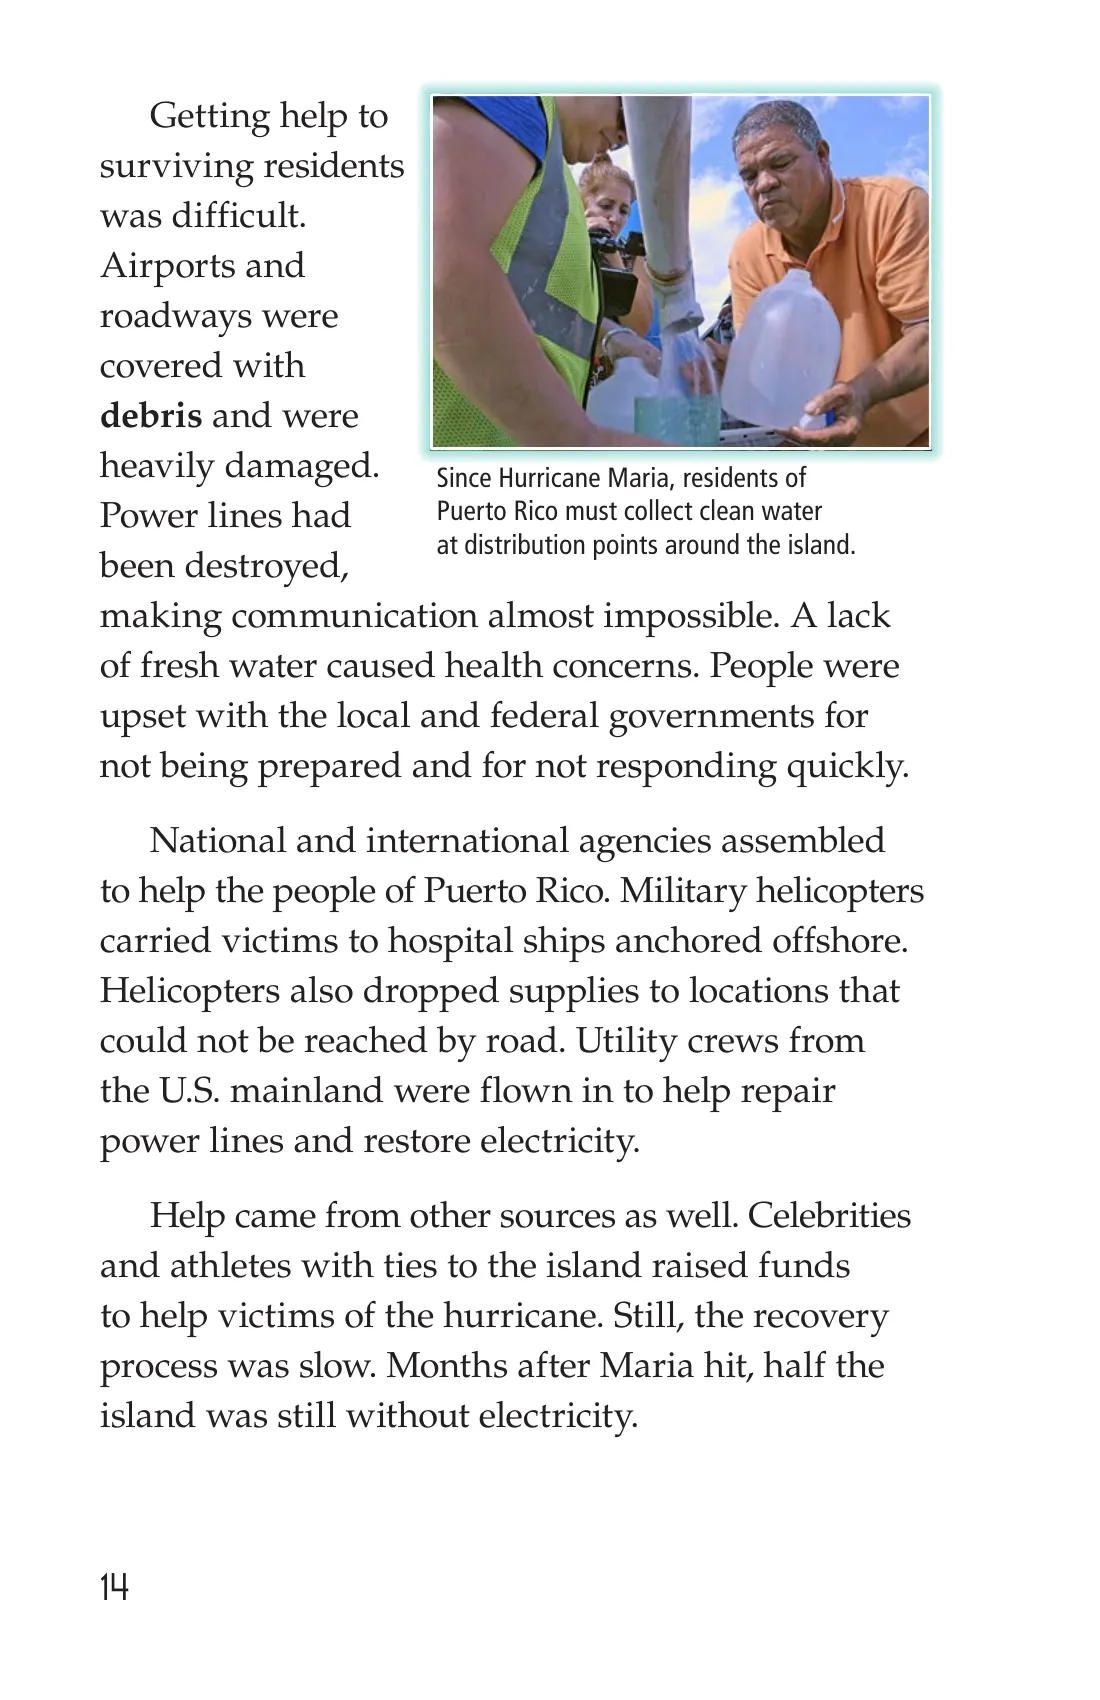 Getting help to
surviving residents
was difficult.
Airports and
roadways were
covered with
debris and were
heavily damaged.
Power lines had
been destroyed,
making communication almost impossible. A lack
of fresh water caused health concerns. People were
upset with the local and federal governments for
not being prepared and for not responding quickly.
Since Hurricane Maria, residents of
Puerto Rico must collect clean water
at distribution points around the island.
National and international agencies assembled
to help the people of Puerto Rico. Military helicopters
carried victims to hospital ships anchored offshore.
Helicopters also dropped supplies to locations that
could not be reached by road. Utility crews from
the U.S. mainland were flown in to help repair
power lines and restore electricity.
Help came from other sources as well. Celebrities
and athletes with ties to the island raised funds
to help victims of the hurricane. Still, the recovery
process was slow. Months after Maria hit, half the
island was still without electricity.
14